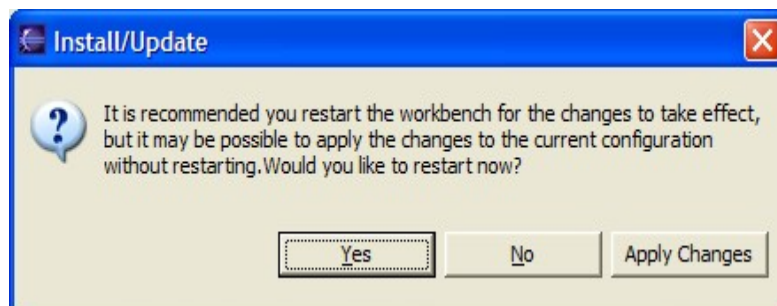 Install/Update
It is recommended you restart the workbench for the changes to take effect,
but it may be possible to apply the changes to the current configuration
without restarting.Would you like to restart now?
Yes No Apply Changes